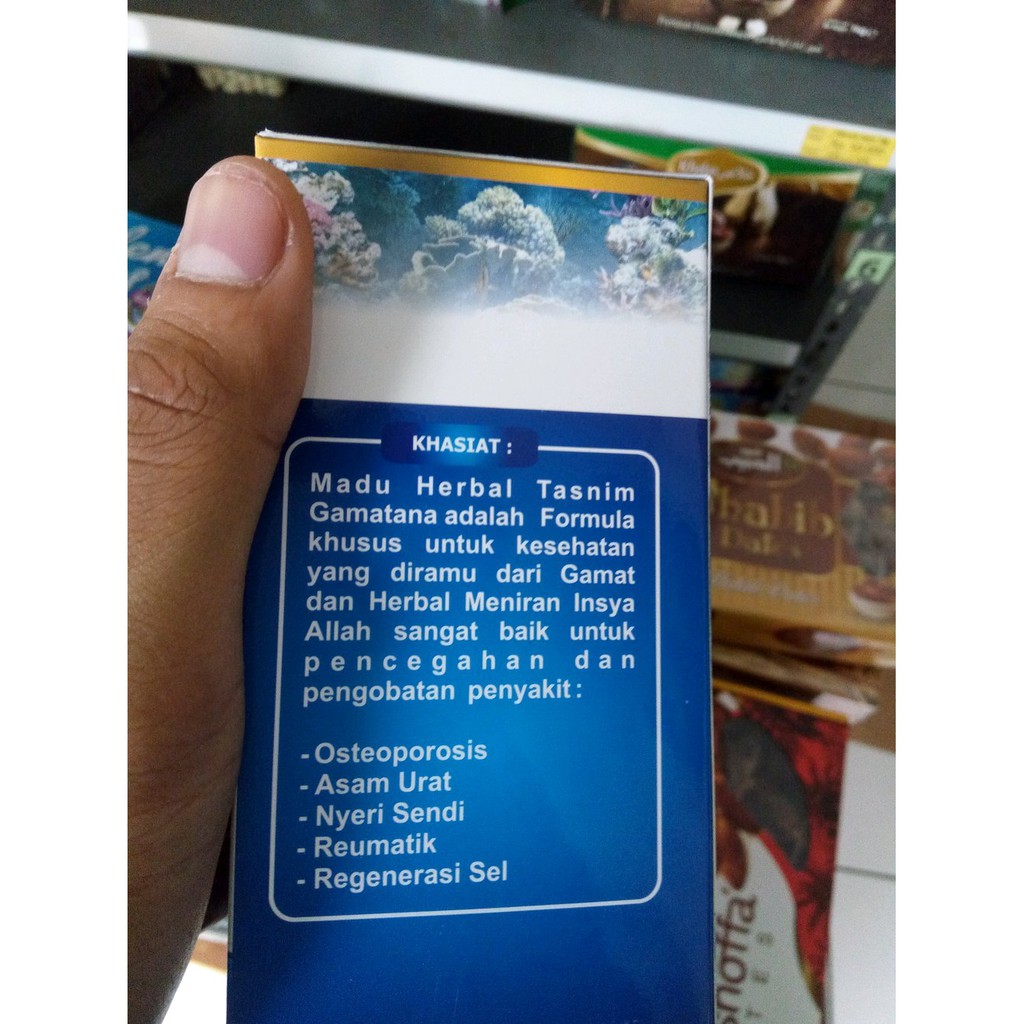 KHASIAT :
Madu Herbal Tasnim
Gamatana adalah Formula
khusus untuk kesehatan
yang diramu dari Gamat
dan Herbal Meniran Insya
Allah sangat baik untuk
pencegahan dan
pengobatan penyakit :
- Osteoporosis
- Asam Urat
- Nyeri Sendi
- Reumatik
- Regenerasi Sel